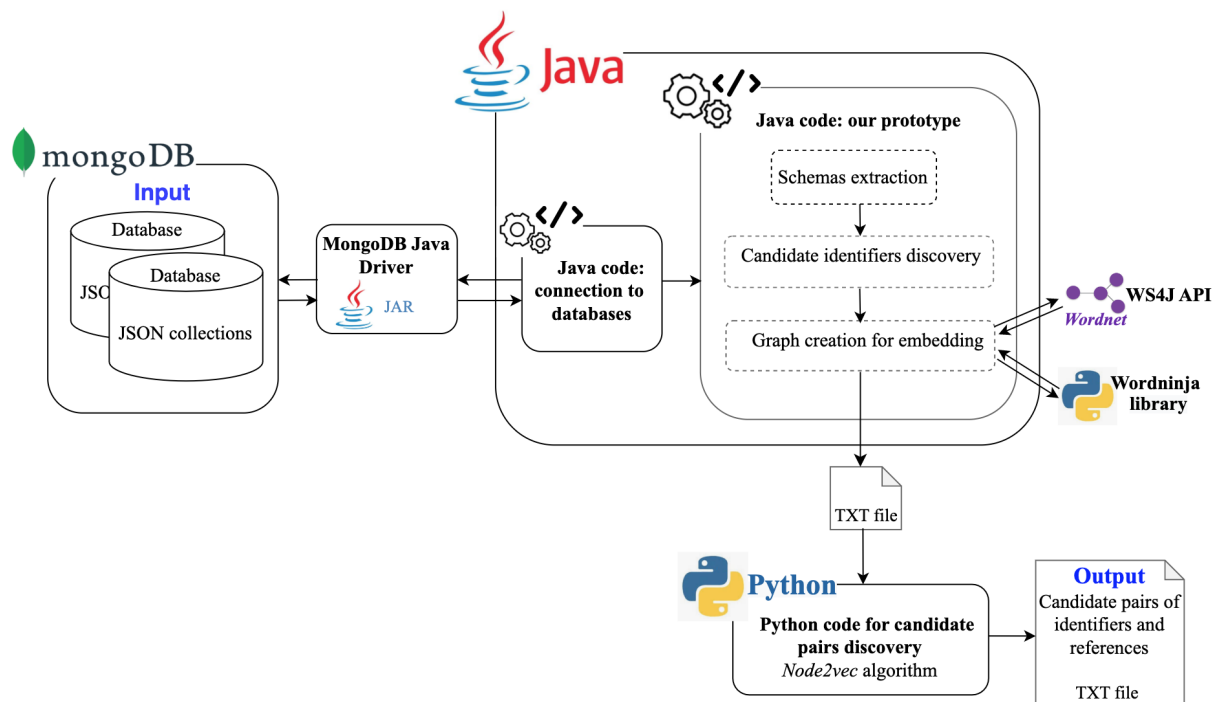 Java
</>
Java code: our prototype
mongoDB
Input
Schemas extraction
Database
</>
MongoDB Java
Driver
Java code:
connection to
databases
Candidate identifiers discovery
Database
JSO
JAR
WS4J API
Wordnet
JSON collections
Graph creation for embedding
Wordninja
library
TXT file
Python
Output
Candidate pairs of
identifiers and
references
Python code for candidate
pairs discovery
Node2vec algorithm
TXT file